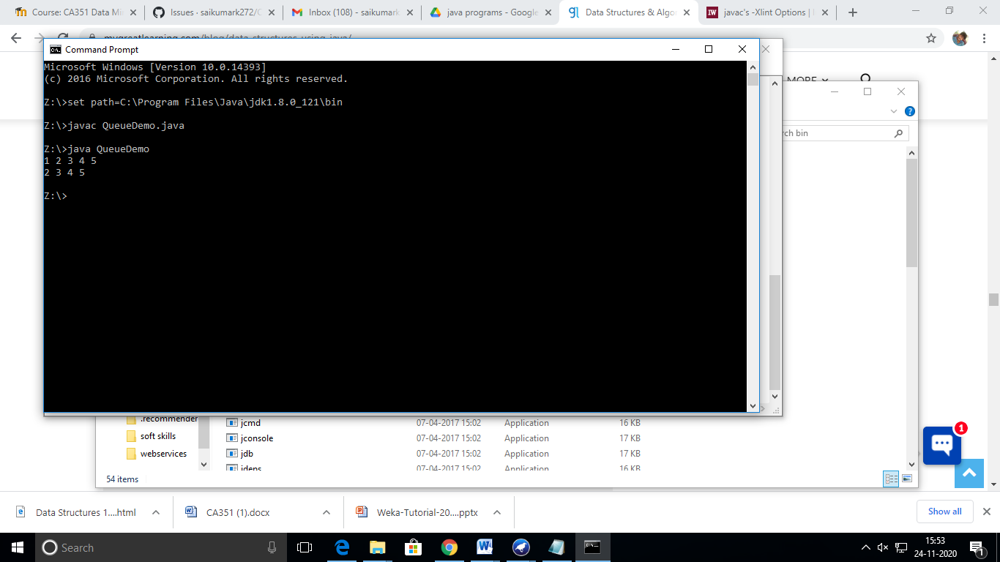 Course: CA351 Data Mi
Issues · saikumark272/C
Inbox (108) - saikumark
java programs - Google
Data Structures & Algo
javac's -Xlint Options |
mygreatlearning.com/blog/data-structures-using-java/
Command Prompt
MORE
Microsoft Windows [Version 10.0.14393]
(c) 2016 Microsoft Corporation. All rights reserved.
Z:\>set path=C:\Program Files\Java\jdk1.8.0_121\bin
Z:\>javac QueueDemo.java
Z:\>java QueueDemo
1 2 3 4 5
2 3 4 5
Z:\>
rch bin
.recommender
soft skills
webservices
jcmd 07-04-2017 15:02 Application 16 KB
jconsole 07-04-2017 15:02 Application 17 KB
jdb 07-04-2017 15:02 Application 17 KB
jdeps 07-04-2017 15:02 Application 16 KB
54 items
1
Data Structures 1....html
CA351 (1).docx
Weka-Tutorial-20....pptx
Show all
Search
15:53
24-11-2020
1